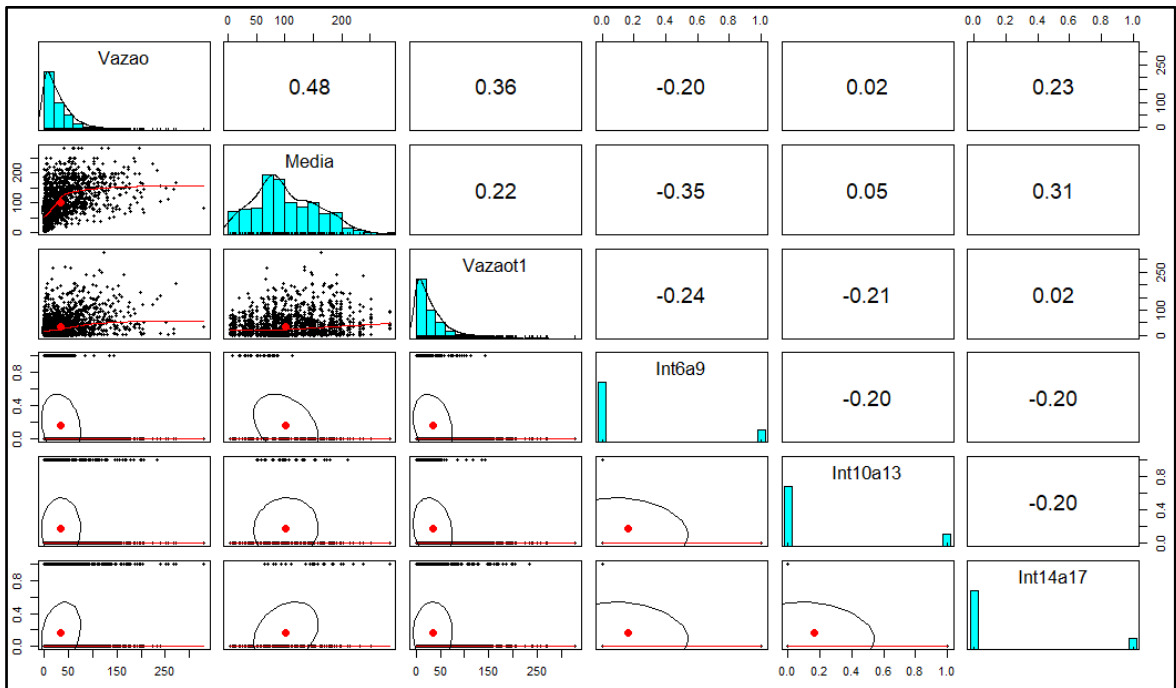 0 50 100 200 0.0 0.2 0.4 0.6 0.8 1.0 0.0 0.2 0.4 0.6 0.8 1.0
Vazao 0.48 0.36 -0.20 0.02 0.23
0 100 250
0 100 200
Media 0.22 -0.35 0.05 0.31
Vazaot1 -0.24 -0.21 0.02
0 100 250
0.0 0.4 0.8
Int6a9 -0.20 -0.20
Int10a13 -0.20
0.0 0.4 0.8
0.0 0.4 0.8
Int14a17
0 50 150 250 0 50 150 250 0.0 0.2 0.4 0.6 0.8 1.0